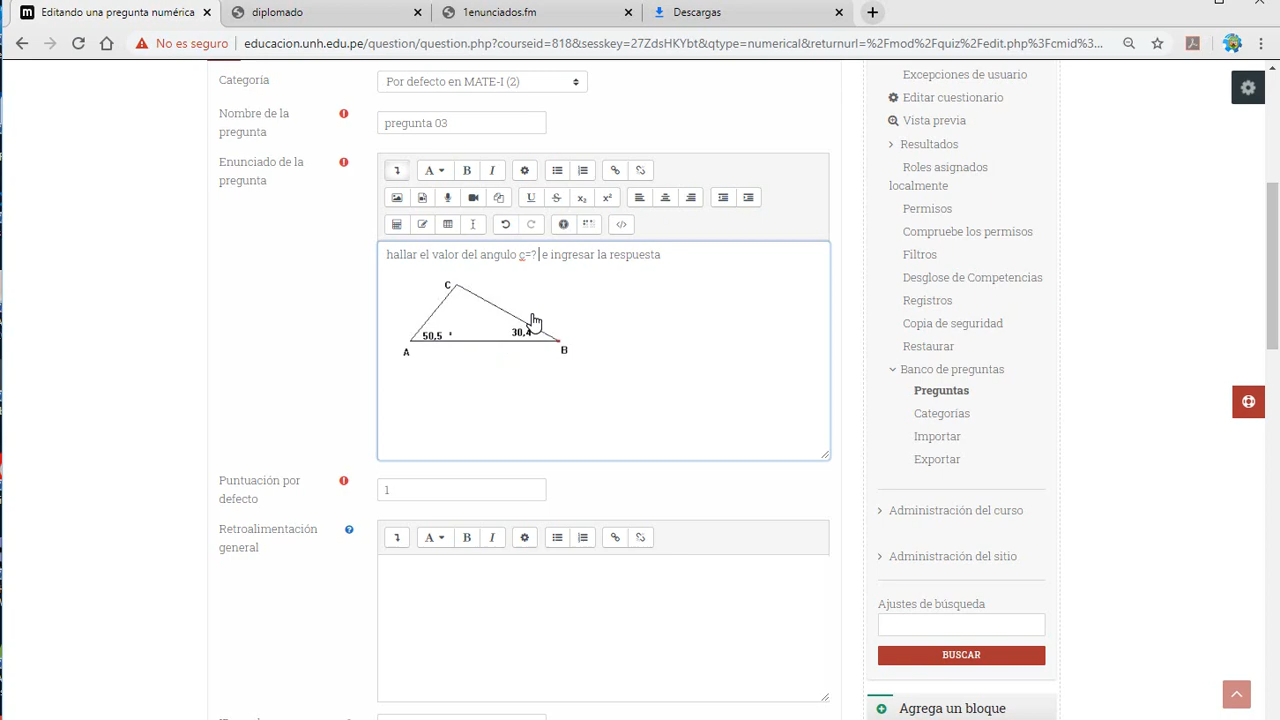 Editando una pregunta numérica
diplomado
1enunciados.fm
Descargas
No es seguro
educacion.unh.edu.pe/question/question.php?courseid=818&sesskey=27ZdsHKYbt&qtype=numerical&returnurl=%2Fmod%2Fquiz%2Fedit.php%3Fcmid%3D...
Categoría
Por defecto en MATE-I (2)
Nombre de la
pregunta
pregunta 03
Enunciado de la
pregunta
hallar el valor del angulo c=? e ingresar la respuesta
C
50,5 °
30,4
A
B
Puntuación por
defecto
1
Retroalimentación
general
Excepciones de usuario
Editar cuestionario
Vista previa
Resultados
Roles asignados
localmente
Permisos
Compruebe los permisos
Filtros
Desglose de Competencias
Registros
Copia de seguridad
Restaurar
Banco de preguntas
Preguntas
Categorías
Importar
Exportar
Administración del curso
Administración del sitio
Ajustes de búsqueda
BUSCAR
Agrega un bloque